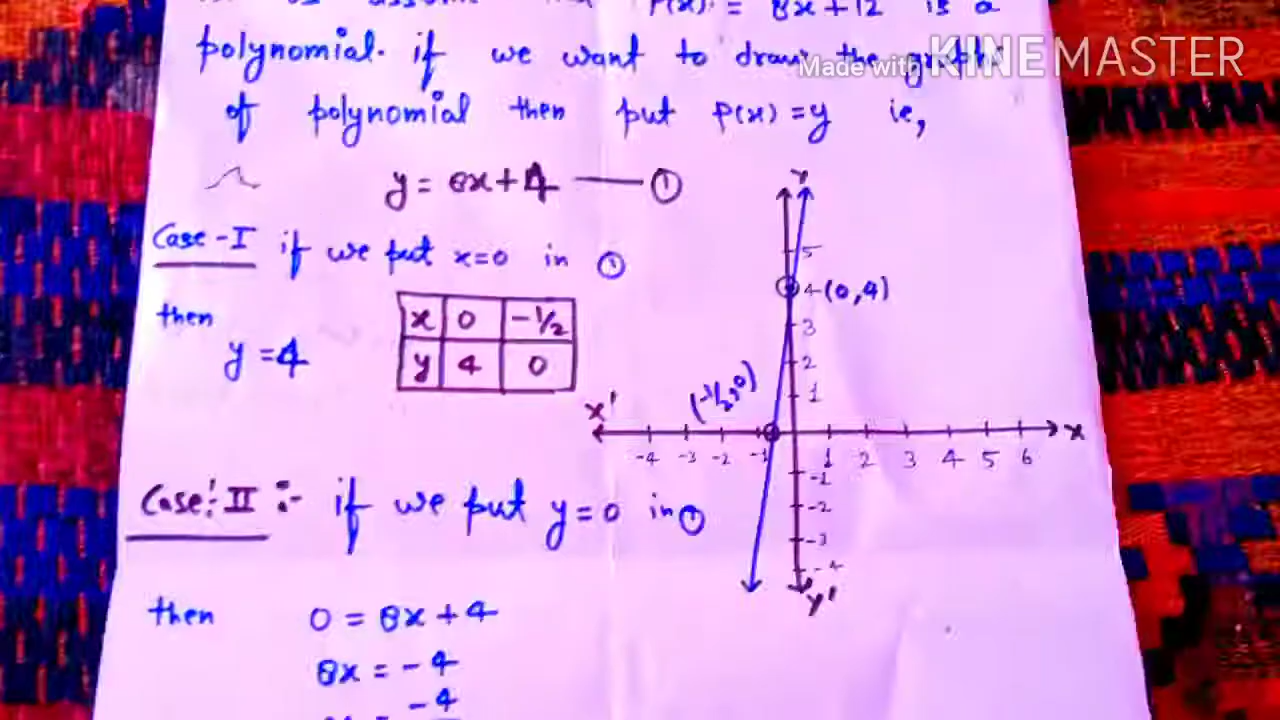 P(x) = 8x+12 is a
polynomial. if we want to draw the graph
Made with KINEMASTER
of polynomial then put P(x) = y ie,
y = 8x+4 —— ①
Case-I if we put x=0 in ①
then
y = 4
x 0 -1/2
y 4 0
Y
5
4 (0,4)
3
2
1
(-1/2,0)
X' X
-4 -3 -2 -1 1 2 3 4 5 6
-1
-2
-3
-4
Y'
Case:II :- if we put y=0 in ①
then 0 = 8x+4
8x = -4
-4